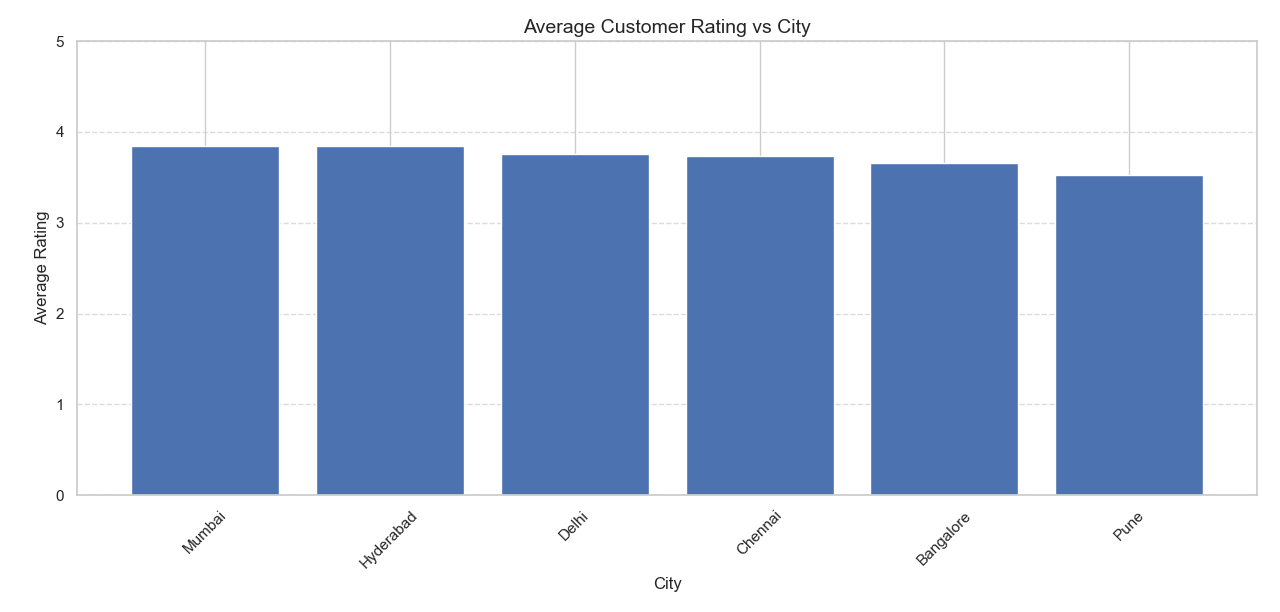 Average Customer Rating vs City
5
4
3
2
1
0
Average Rating
Mumbai
Hyderabad
Delhi
Chennai
Bangalore
Pune
City